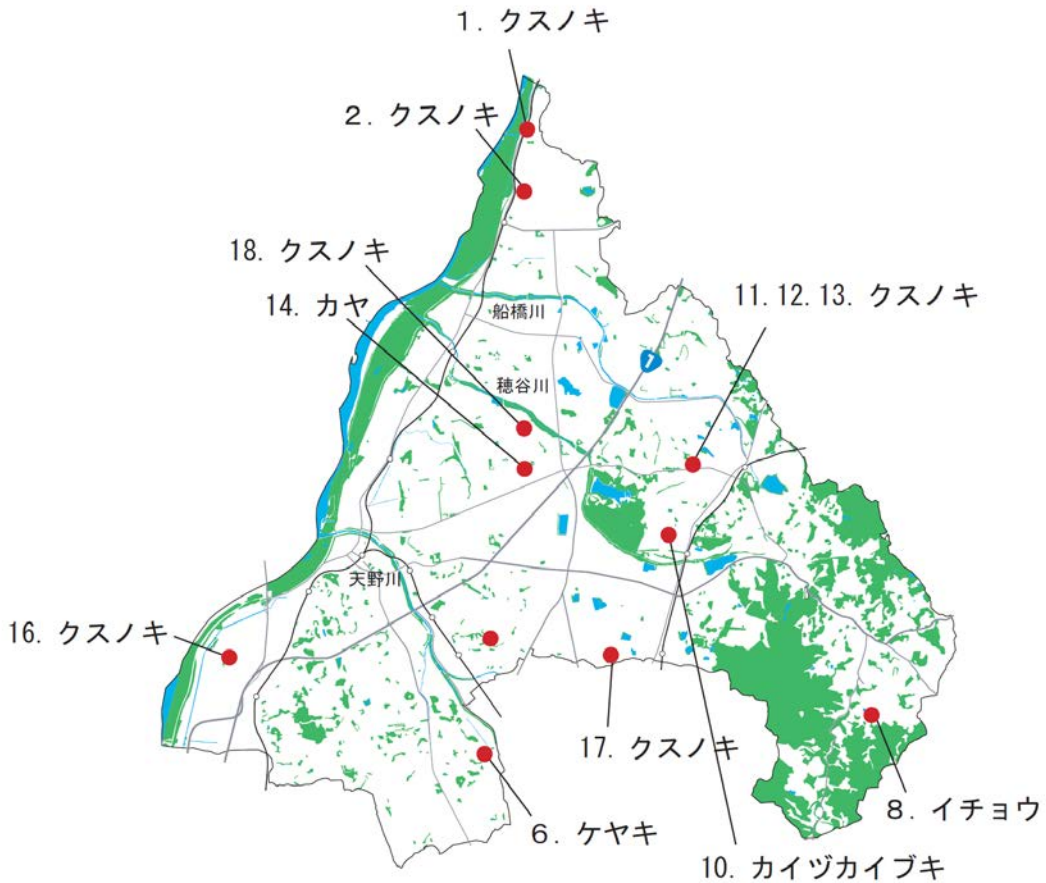 1. クスノキ
2. クスノキ
18. クスノキ
14. カヤ
11.12.13. クスノキ
船橋川
1
穂谷川
天野川
16. クスノキ
17. クスノキ
8. イチョウ
6. ケヤキ
10. カイヅカイブキ